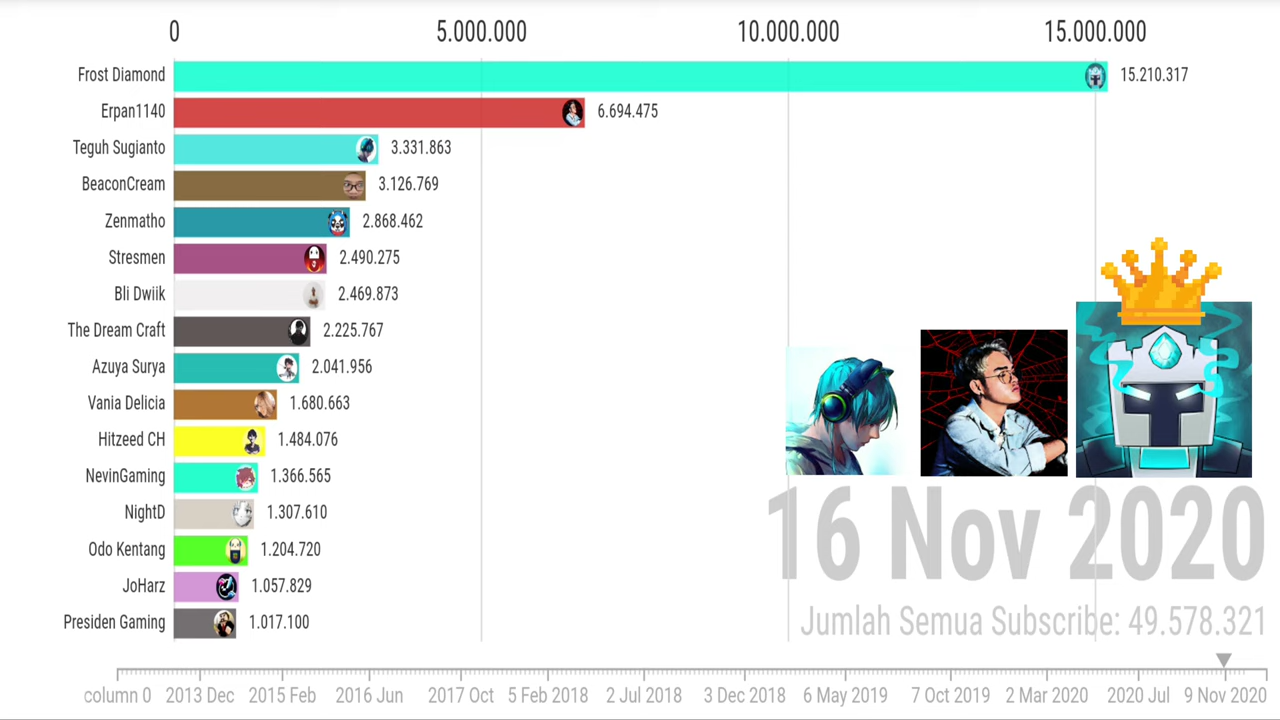 0 5.000.000 10.000.000 15.000.000
Frost Diamond 15.210.317
Erpan1140 6.694.475
Teguh Sugianto 3.331.863
BeaconCream 3.126.769
Zenmatho 2.868.462
Stresmen 2.490.275
Bli Dwiik 2.469.873
The Dream Craft 2.225.767
Azuya Surya 2.041.956
Vania Delicia 1.680.663
Hitzeed CH 1.484.076
NevinGaming 1.366.565
NightD 1.307.610
Odo Kentang 1.204.720
JoHarz 1.057.829
Presiden Gaming 1.017.100
16 Nov 2020
Jumlah Semua Subscribe: 49.578.321
column 0 2013 Dec 2015 Feb 2016 Jun 2017 Oct 5 Feb 2018 2 Jul 2018 3 Dec 2018 6 May 2019 7 Oct 2019 2 Mar 2020 2020 Jul 9 Nov 2020